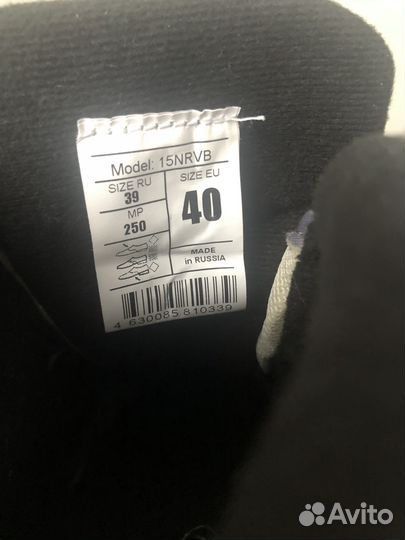 Model: 15NRVB
SIZE RU
39
MP
250
SIZE EU
40
MADE
in RUSSIA
4 630085 810339
Avito